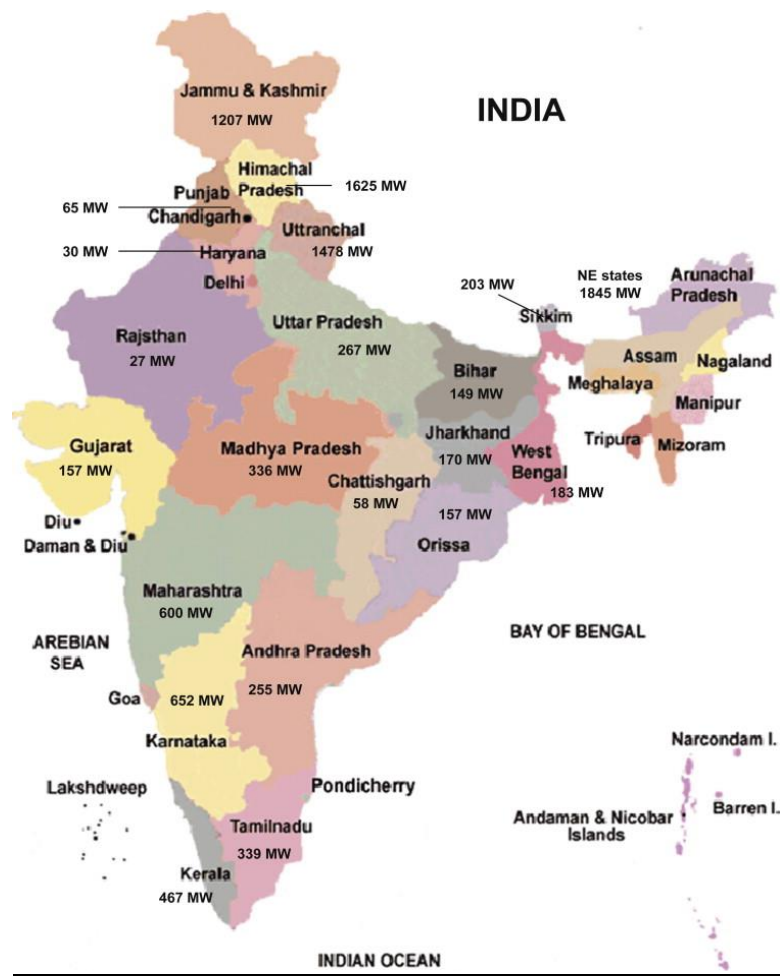 INDIA
Jammu & Kashmir
1207 MW
Himachal
Pradesh
1625 MW
Punjab
65 MW
Chandigarh
Uttranchal
1478 MW
30 MW
Haryana
Delhi
NE states
1845 MW
Arunachal
Pradesh
203 MW
Sikkim
Rajsthan
27 MW
Uttar Pradesh
267 MW
Bihar
149 MW
Assam
Nagaland
Meghalaya
Manipur
Tripura
Mizoram
Gujarat
157 MW
Madhya Pradesh
336 MW
Jharkhand
170 MW
West
Bengal
183 MW
Chattishgarh
58 MW
157 MW
Orissa
Diu
Daman & Diu
Maharashtra
600 MW
AREBIAN
SEA
BAY OF BENGAL
Andhra Pradesh
255 MW
Goa
652 MW
Karnataka
Narcondam I.
Lakshdweep
Pondicherry
Barren I.
Andaman & Nicobar
Islands
Tamilnadu
339 MW
Kerala
467 MW
INDIAN OCEAN